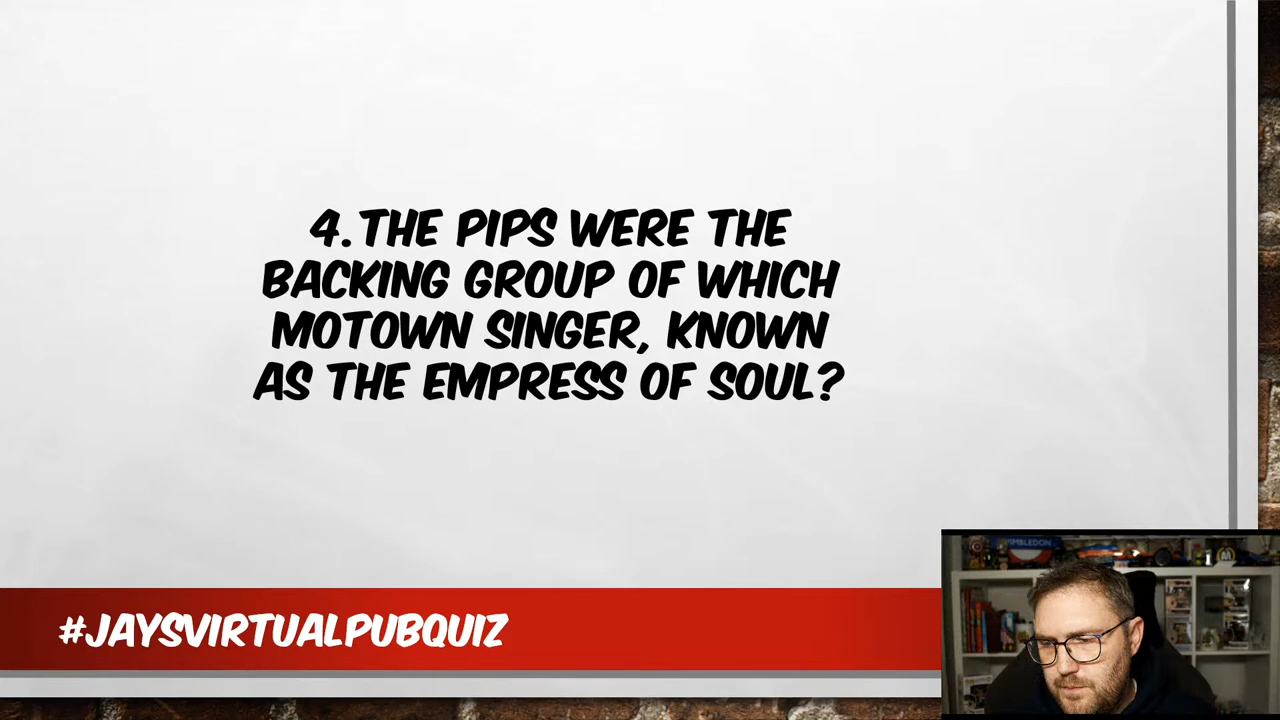 4. THE PIPS WERE THE
BACKING GROUP OF WHICH
MOTOWN SINGER, KNOWN
AS THE EMPRESS OF SOUL?
#JAYSVIRTUALPUBQUIZ